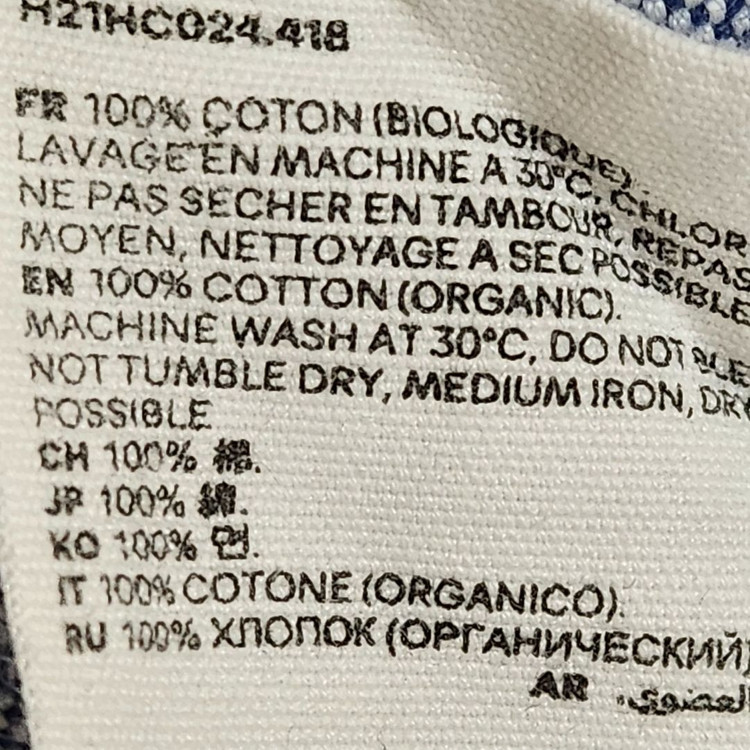 H21HC024.418
FR 100% COTON (BIOLOGIQUE).
LAVAGE EN MACHINE A 30°C, CHLOR
NE PAS SECHER EN TAMBOUR, REPAS
MOYEN, NETTOYAGE A SEC POSSIBLE
EN 100% COTTON (ORGANIC).
MACHINE WASH AT 30°C, DO NOT BLE
NOT TUMBLE DRY, MEDIUM IRON, DRY
POSSIBLE
CH 100% 棉.
JP 100% 綿.
KO 100% 면.
IT 100% COTONE (ORGANICO).
RU 100% ХЛОПОК (ОРГАНИЧЕСКИЙ)
AR